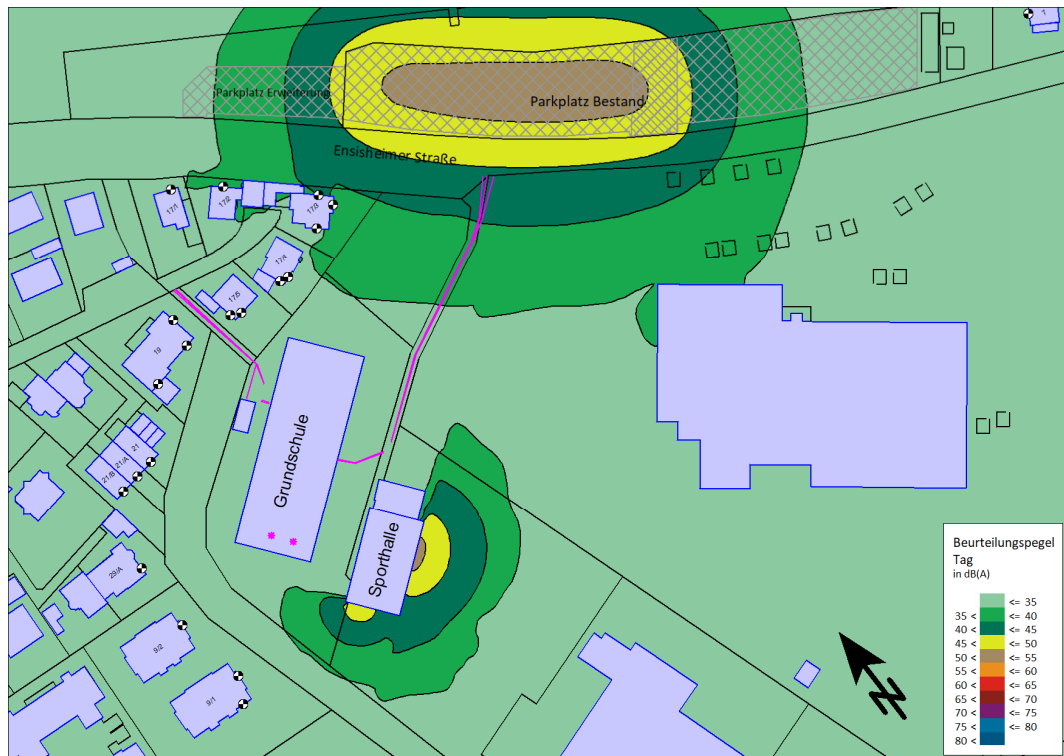 7
Parkplatz Erweiterung
Parkplatz Bestand
Ensisheimer Straße
17/1
17/2
17/3
17/4
17/5
19
21
21/A
21/B
Grundschule
Sporthalle
29/A
9/2
9/1
Beurteilungspegel
Tag
in dB(A)
<= 35
35 < <= 40
40 < <= 45
45 < <= 50
50 < <= 55
55 < <= 60
60 < <= 65
65 < <= 70
70 < <= 75
75 < <= 80
80 <